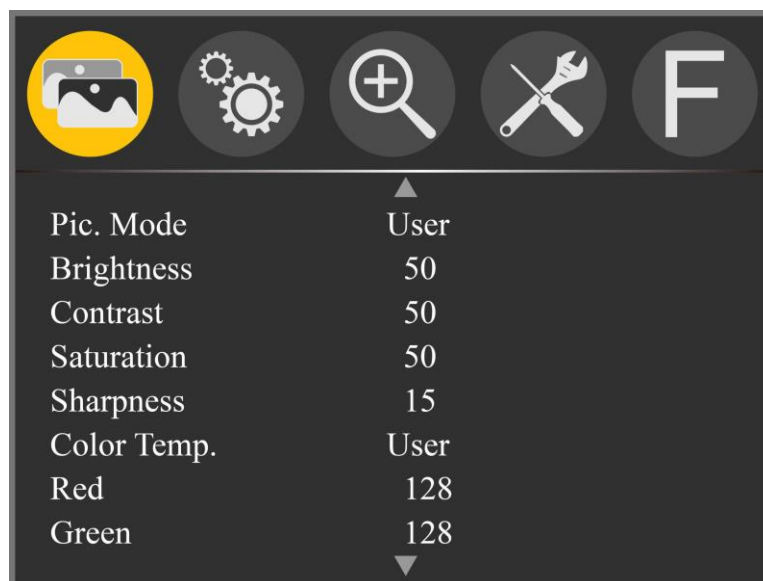 F
Pic. Mode User
Brightness 50
Contrast 50
Saturation 50
Sharpness 15
Color Temp. User
Red 128
Green 128